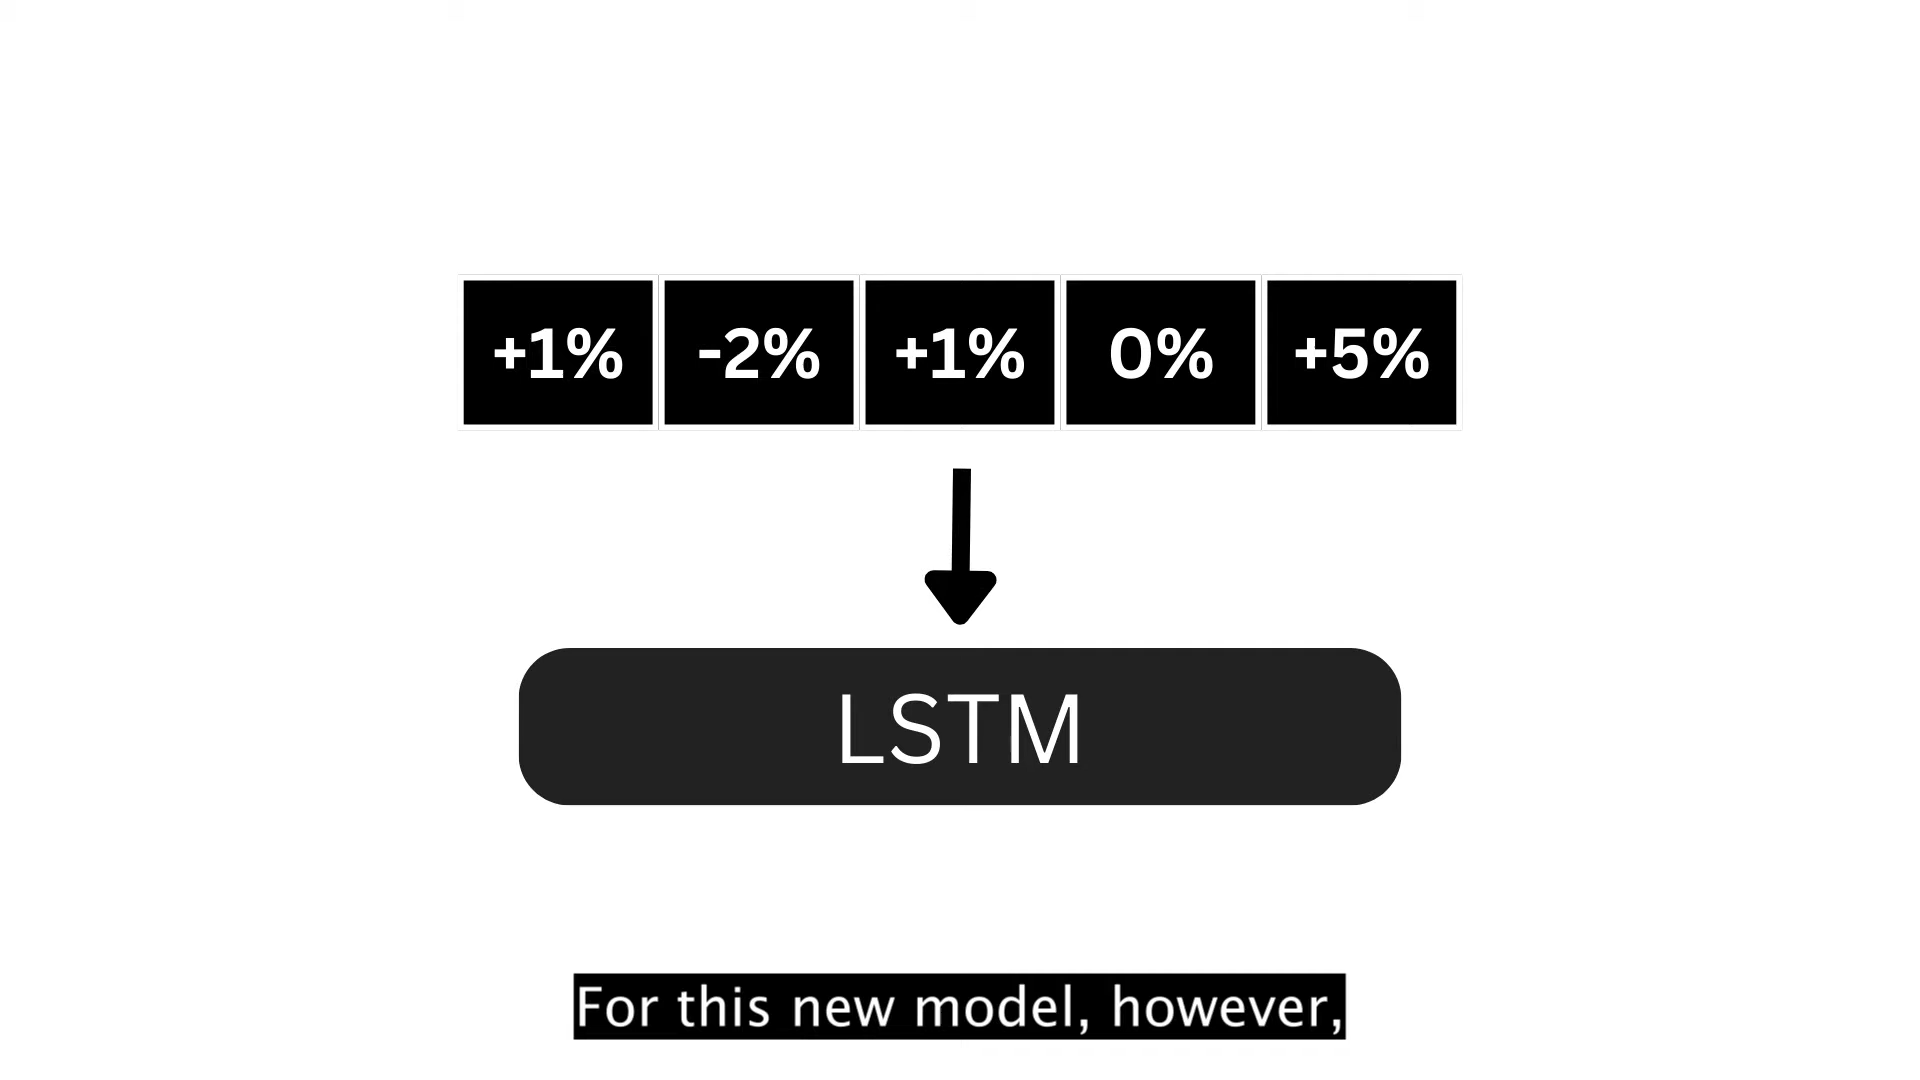 +1% -2% +1% 0% +5%
LSTM
For this new model, however,